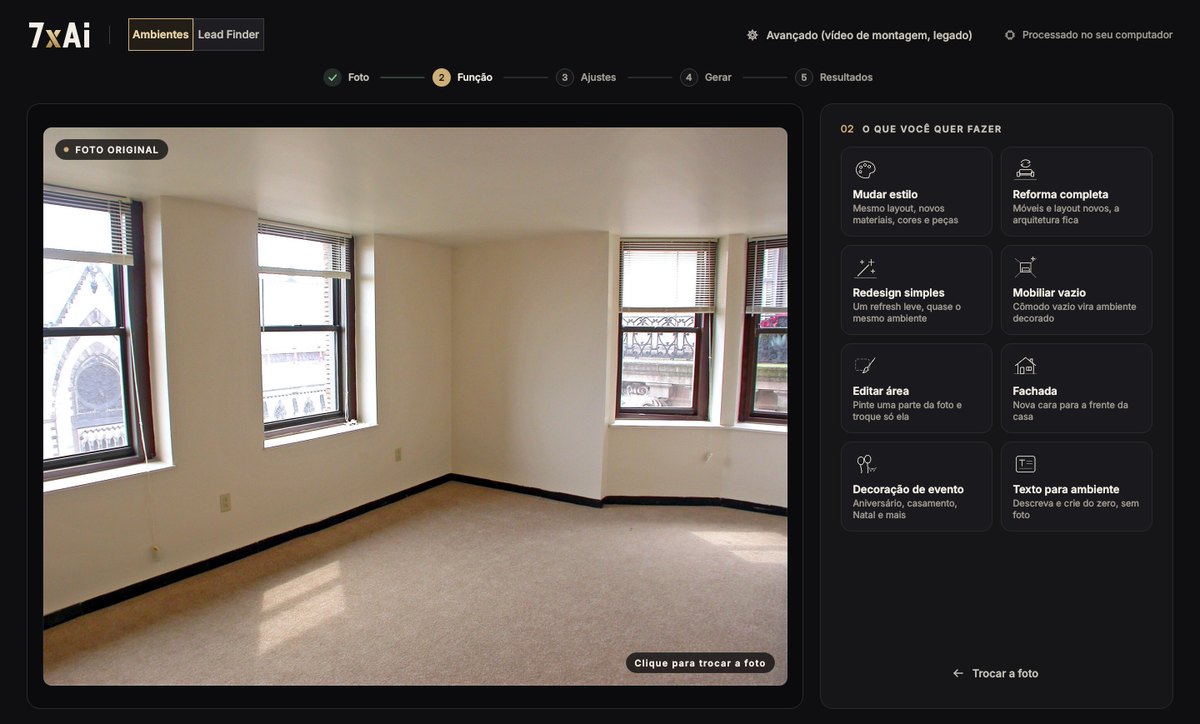 7xAi
Ambientes
Lead Finder
Avançado (vídeo de montagem, legado)
Processado no seu computador
Foto
2 Função
3 Ajustes
4 Gerar
5 Resultados
FOTO ORIGINAL
Clique para trocar a foto
02 O QUE VOCÊ QUER FAZER
Mudar estilo
Mesmo layout, novos
materiais, cores e peças
Reforma completa
Móveis e layout novos, a
arquitetura fica
Redesign simples
Um refresh leve, quase o
mesmo ambiente
Mobiliar vazio
Cômodo vazio vira ambiente
decorado
Editar área
Pinte uma parte da foto e
troque só ela
Fachada
Nova cara para a frente da
casa
Decoração de evento
Aniversário, casamento,
Natal e mais
Texto para ambiente
Descreva e crie do zero, sem
foto
← Trocar a foto